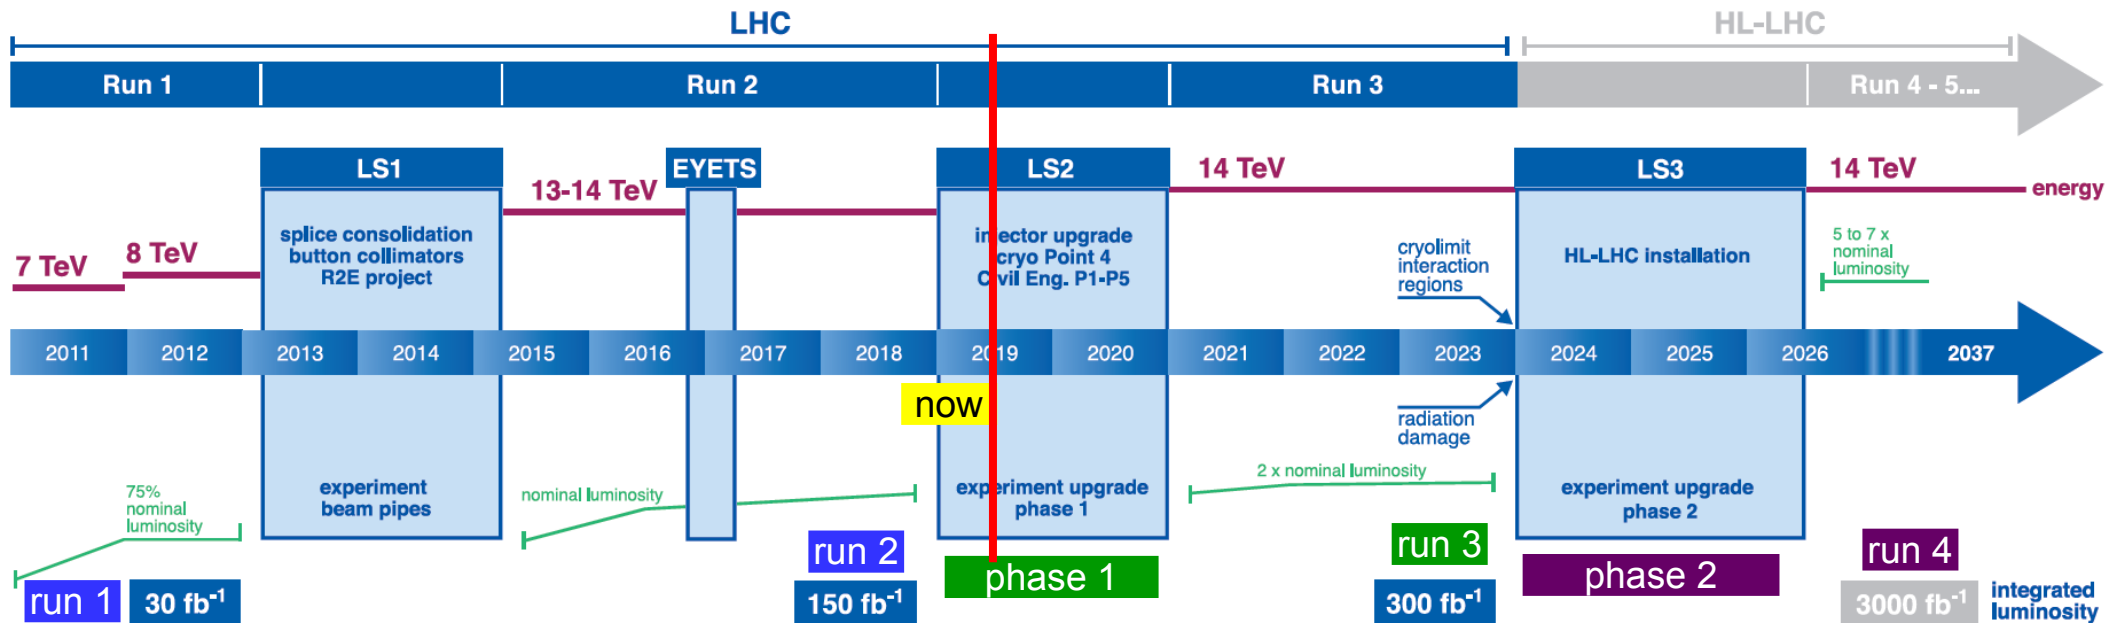 LHC
HL-LHC
Run 1
Run 2
Run 3
Run 4 - 5...
LS1
EYETS
LS2
14 TeV
LS3
14 TeV
13-14 TeV
energy
splice consolidation
button collimators
R2E project
injector upgrade
cryo Point 4
Civil Eng. P1-P5
cryolimit
interaction
regions
HL-LHC installation
5 to 7 x
nominal
luminosity
7 TeV
8 TeV
2011
2012
2013
2014
2015
2016
2017
2018
2019
2020
2021
2022
2023
2024
2025
2026
2037
now
radiation
damage
75%
nominal
luminosity
experiment
beam pipes
nominal luminosity
experiment upgrade
phase 1
2 x nominal luminosity
experiment upgrade
phase 2
run 1
30 fb⁻¹
run 2
150 fb⁻¹
phase 1
run 3
300 fb⁻¹
phase 2
run 4
3000 fb⁻¹
integrated
luminosity